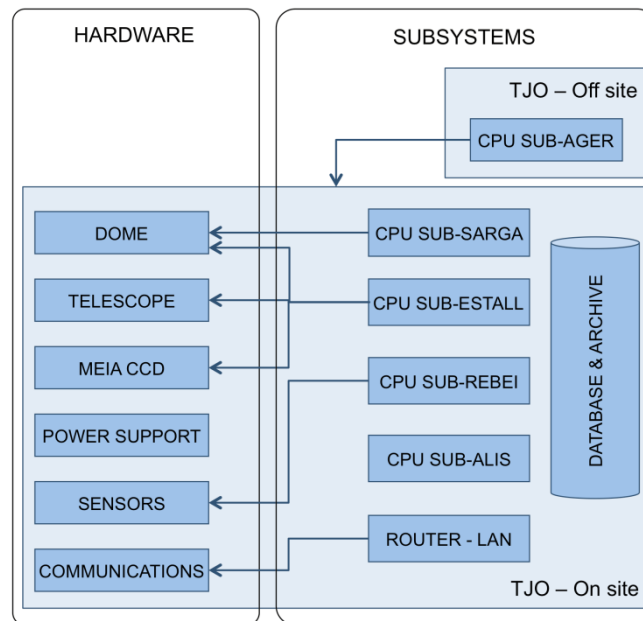 HARDWARE
SUBSYSTEMS
TJO – Off site
CPU SUB-AGER
DOME
CPU SUB-SARGA
TELESCOPE
CPU SUB-ESTALL
MEIA CCD
CPU SUB-REBEI
POWER SUPPORT
CPU SUB-ALIS
SENSORS
ROUTER - LAN
COMMUNICATIONS
DATABASE & ARCHIVE
TJO – On site